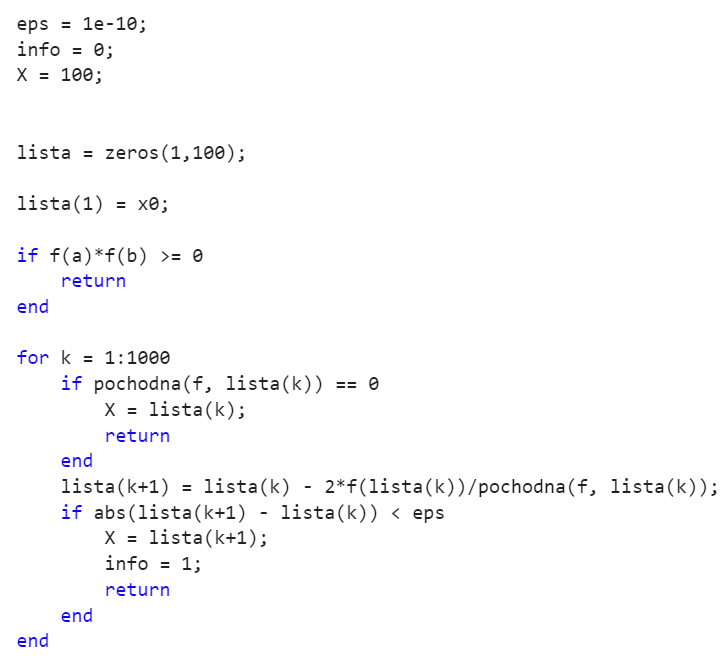 eps = 1e-10;
info = 0;
X = 100;
lista = zeros(1,100);
lista(1) = x0;
if f(a)*f(b) >= 0
    return
end
for k = 1:1000
    if pochodna(f, lista(k)) == 0
        X = lista(k);
        return
    end
    lista(k+1) = lista(k) - 2*f(lista(k))/pochodna(f, lista(k));
    if abs(lista(k+1) - lista(k)) < eps
        X = lista(k+1);
        info = 1;
        return
    end
end